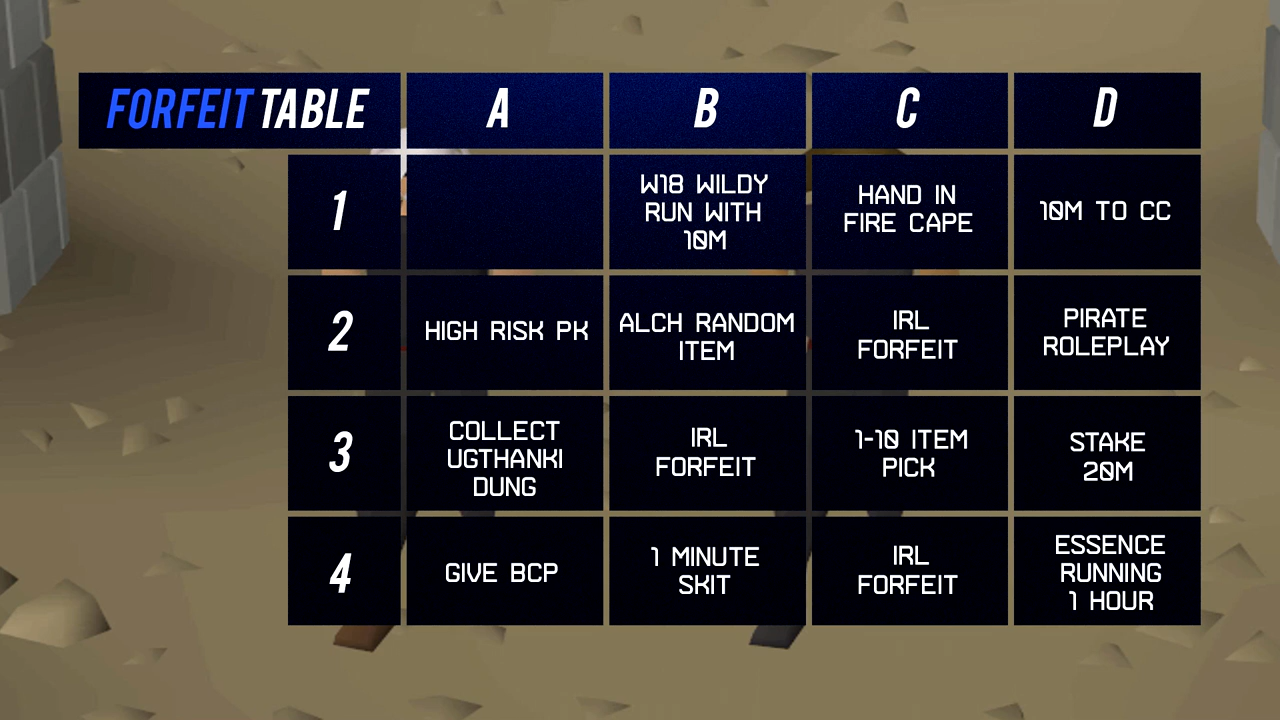 FORFEIT TABLE A B C D
1
W18 WILDY
RUN WITH
10M
HAND IN
FIRE CAPE
10M TO CC
2
HIGH RISK PK
ALCH RANDOM
ITEM
IRL
FORFEIT
PIRATE
ROLEPLAY
3
COLLECT
UGTHANKI
DUNG
IRL
FORFEIT
1-10 ITEM
PICK
STAKE
20M
4
GIVE BCP
1 MINUTE
SKIT
IRL
FORFEIT
ESSENCE
RUNNING
1 HOUR